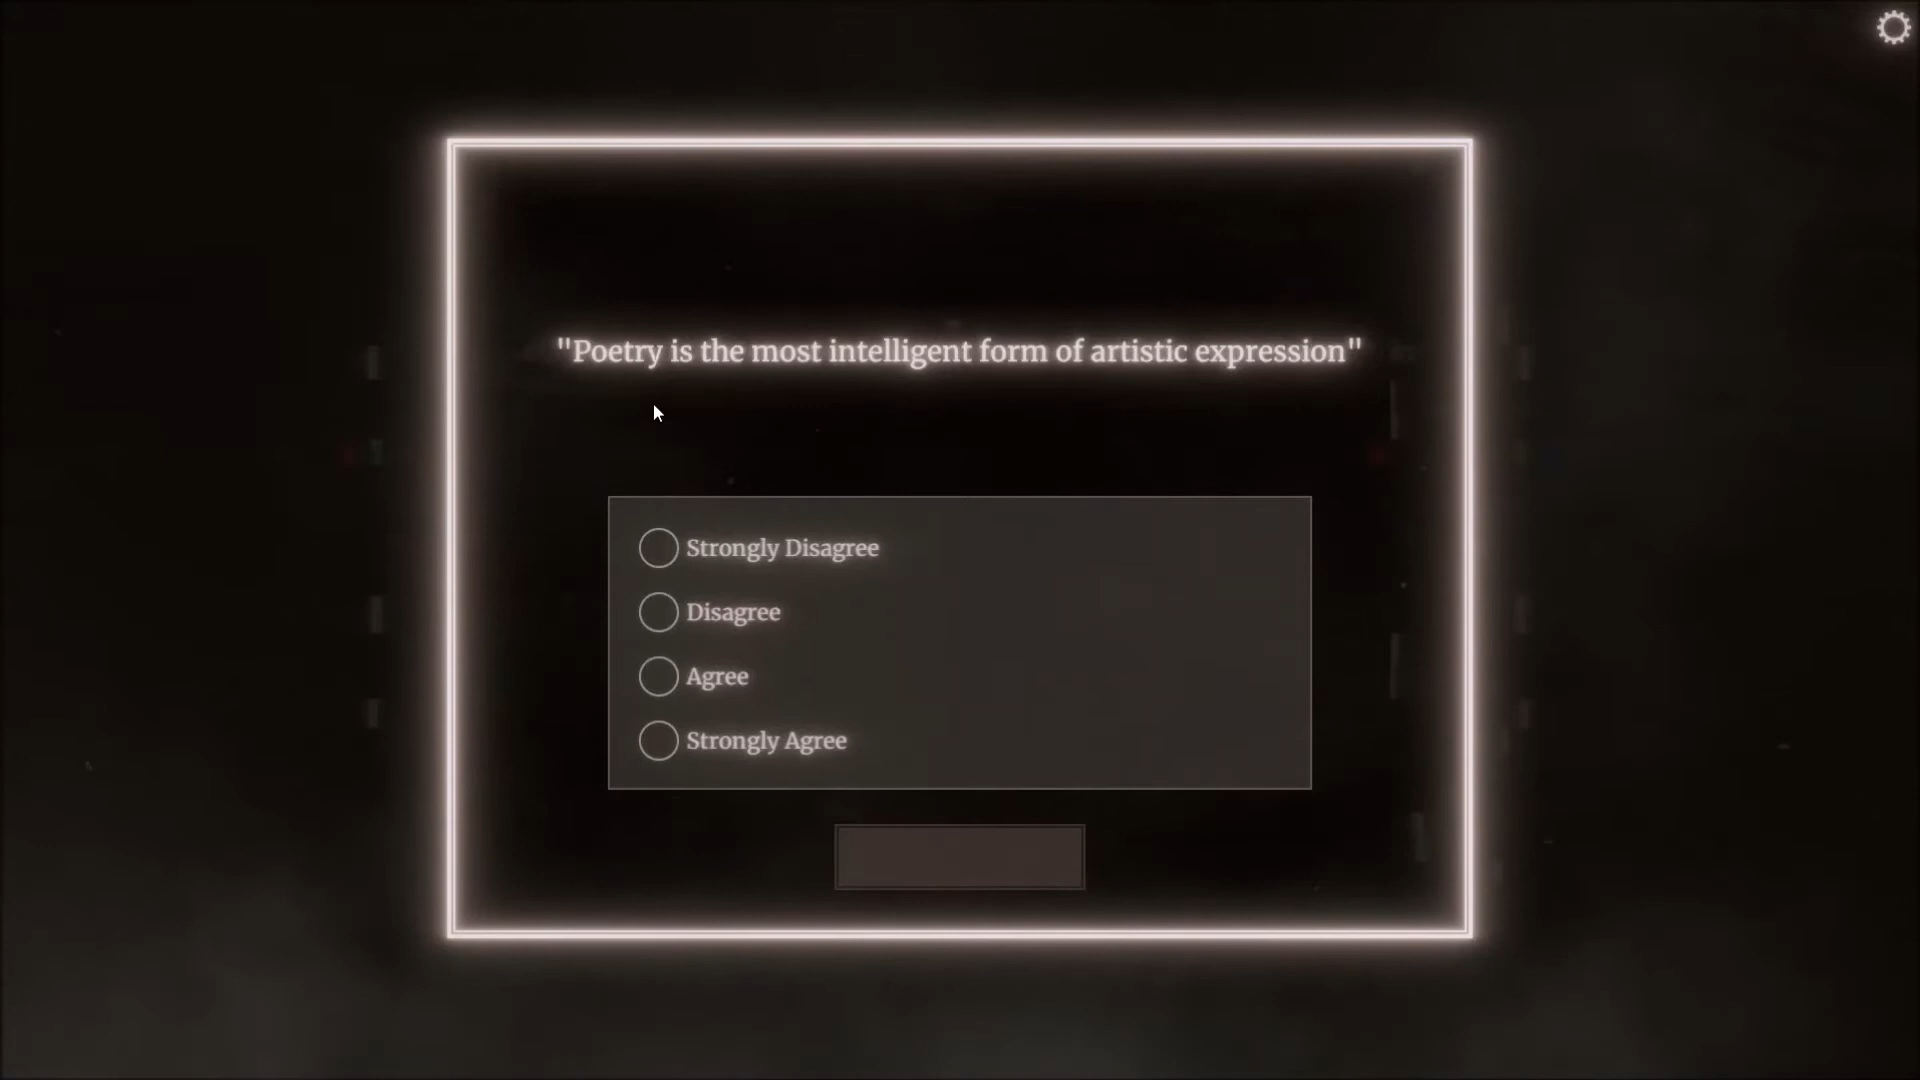 "Poetry is the most intelligent form of artistic expression"
Strongly Disagree
Disagree
Agree
Strongly Agree